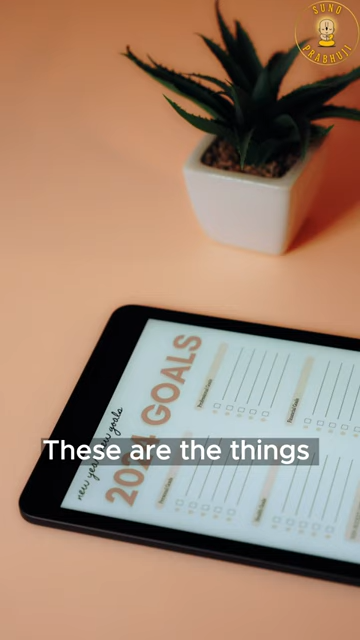 SUNO
PRABHUJI
new year new goals
2024 GOALS
These are the things